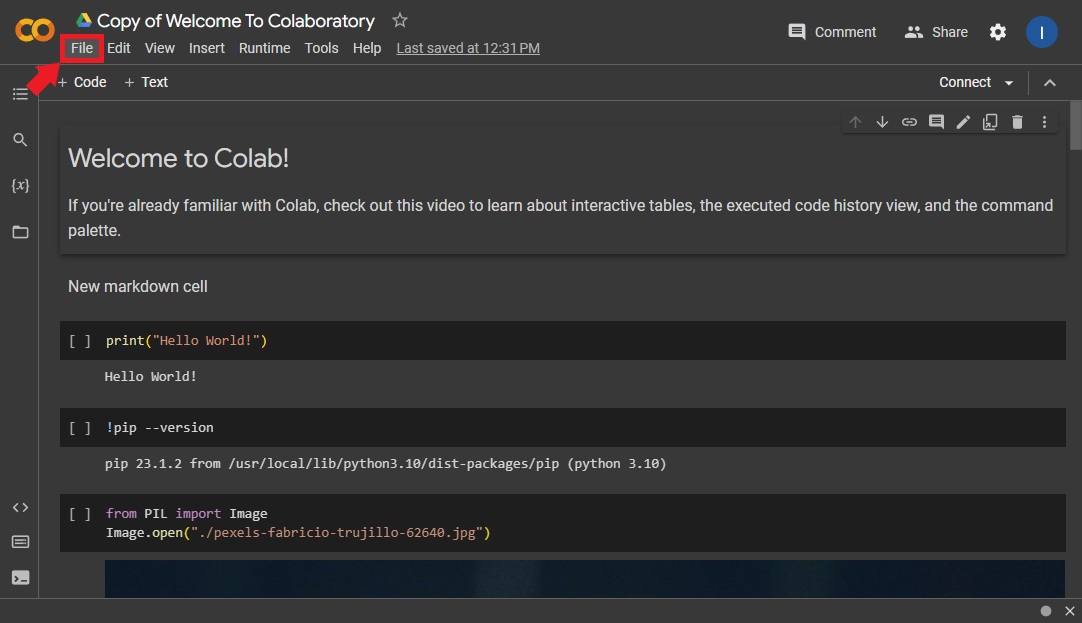 Copy of Welcome To Colaboratory
File Edit View Insert Runtime Tools Help Last saved at 12:31 PM
Comment Share I
+ Code + Text
Connect
Welcome to Colab!
If you're already familiar with Colab, check out this video to learn about interactive tables, the executed code history view, and the command
palette.
New markdown cell
[ ] print("Hello World!")
Hello World!
[ ] !pip --version
pip 23.1.2 from /usr/local/lib/python3.10/dist-packages/pip (python 3.10)
[ ] from PIL import Image
Image.open("./pexels-fabricio-trujillo-62640.jpg")
{x}